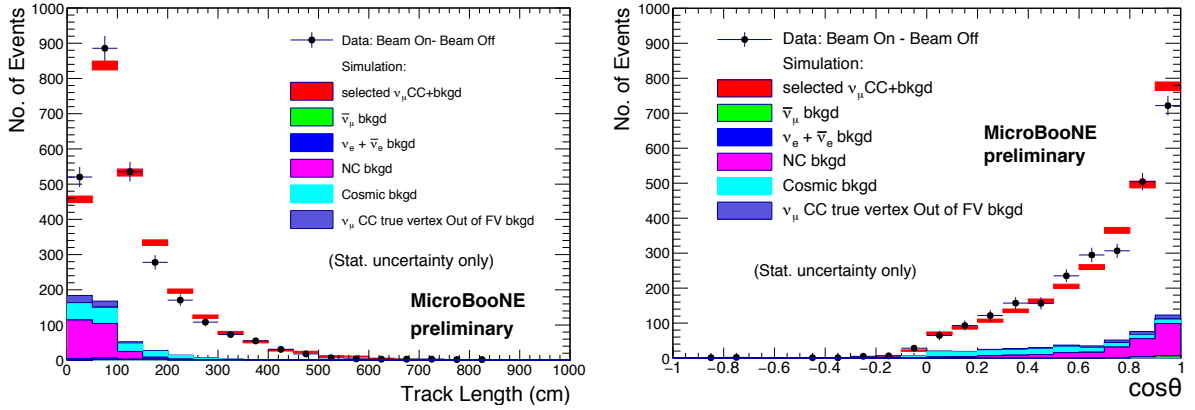 No. of Events
1000
900
800
700
600
500
400
300
200
100
0
Data: Beam On- Beam Off
Simulation:
selected νμCC+bkgd
ν̅μ bkgd
νe + ν̅e bkgd
NC bkgd
Cosmic bkgd
νμ CC true vertex Out of FV bkgd
(Stat. uncertainty only)
MicroBooNE
preliminary
0 100 200 300 400 500 600 700 800 900 1000
Track Length (cm)
No. of Events
1000
900
800
700
600
500
400
300
200
100
0
Data: Beam On - Beam Off
Simulation:
selected νμCC+bkgd
ν̅μ bkgd
νe + ν̅e bkgd
NC bkgd
Cosmic bkgd
νμ CC true vertex Out of FV bkgd
MicroBooNE
preliminary
(Stat. uncertainty only)
−1 −0.8 −0.6 −0.4 −0.2 0 0.2 0.4 0.6 0.8 1
cosθ